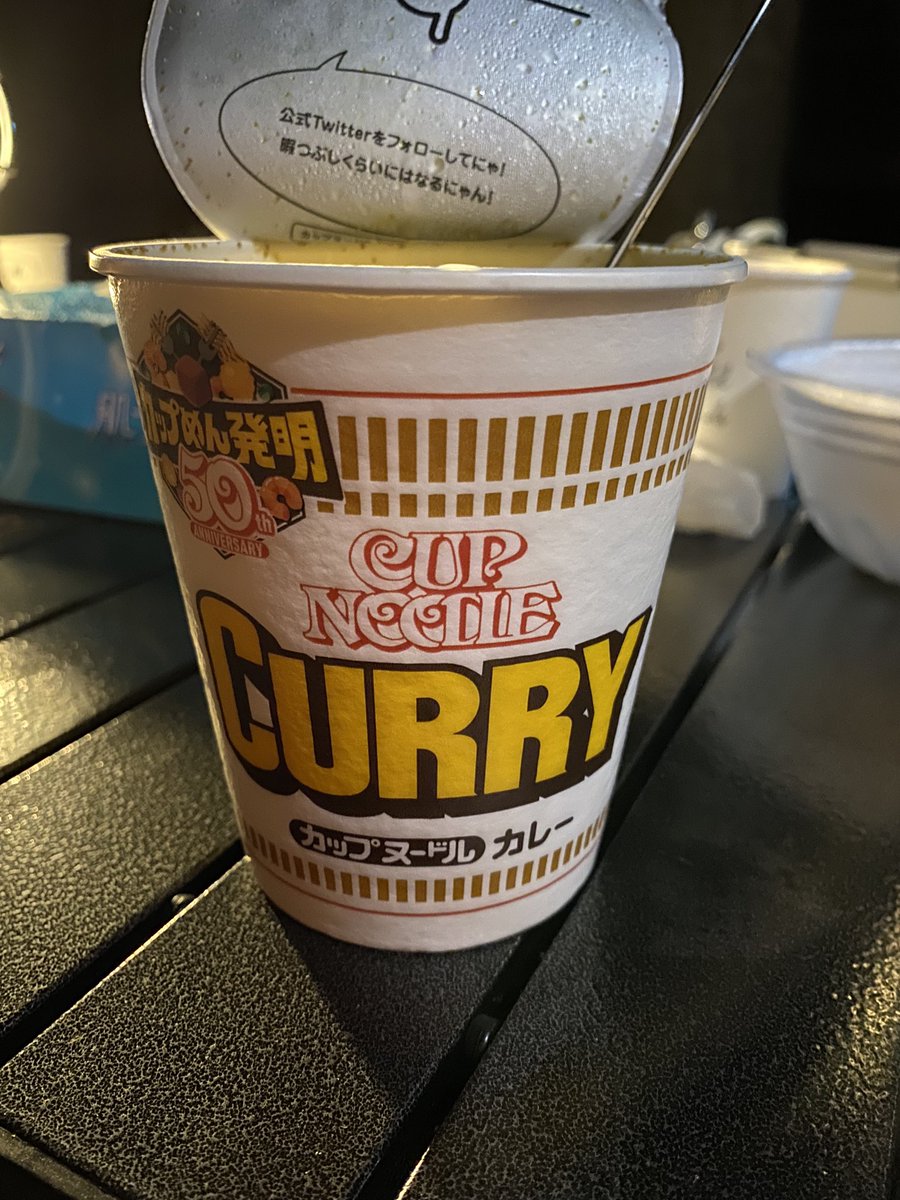 公式Twitterをフォローしてにゃ!
暇つぶしくらいにはなるにゃん!
カップめん発明
50th
ANNIVERSARY
CUP
NOODLE
CURRY
カップヌードル カレー
肌